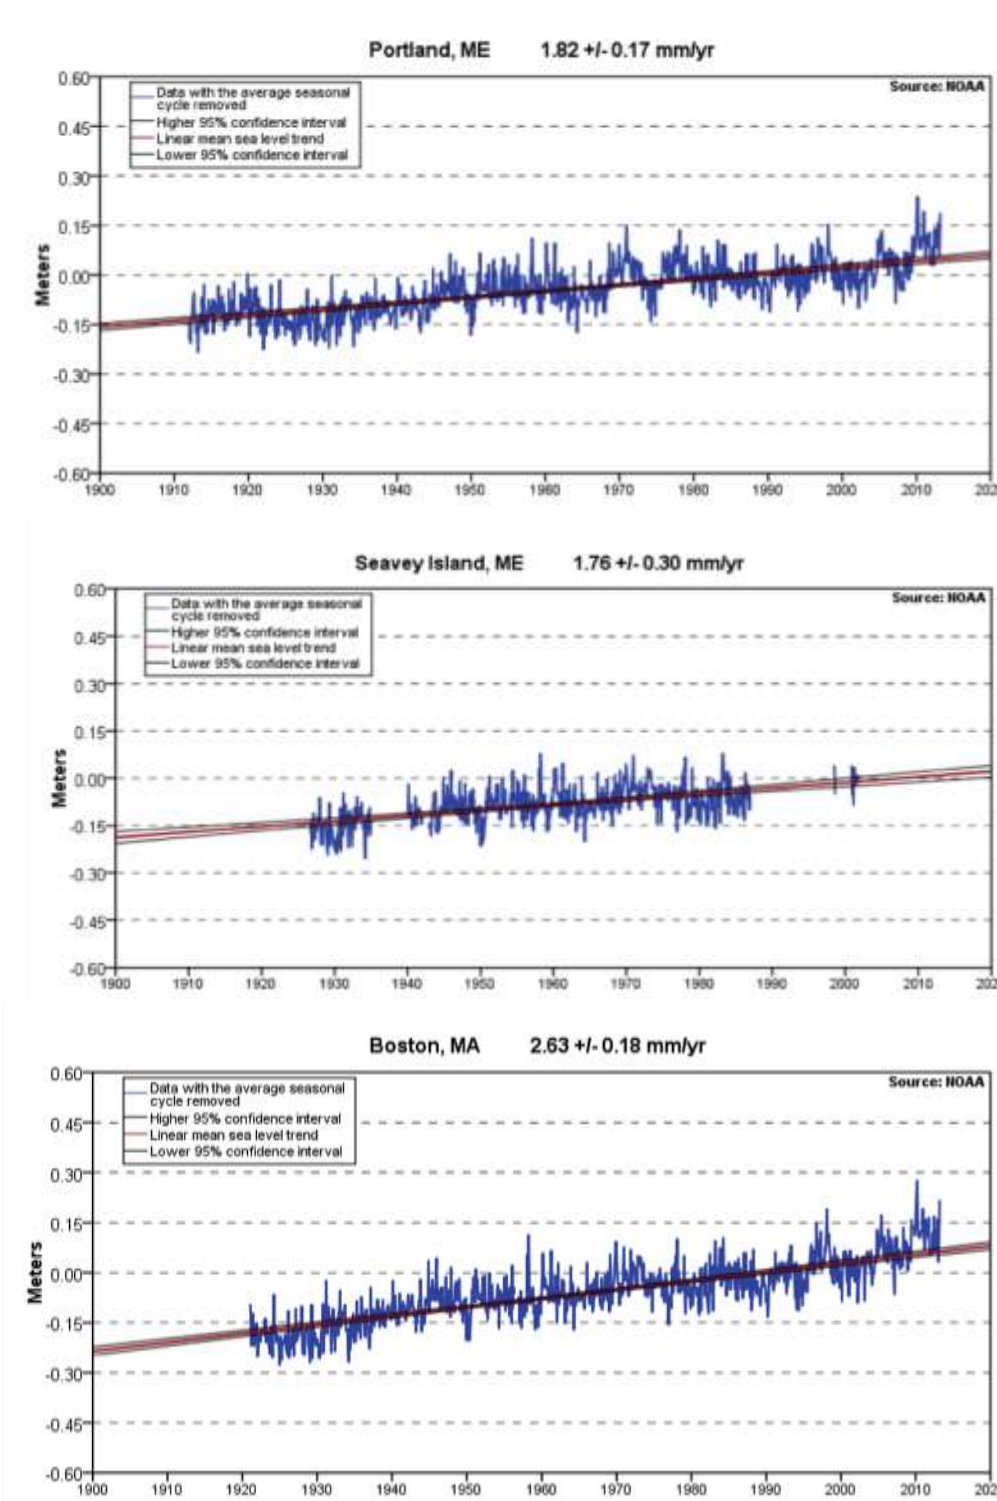 Portland, ME 1.82 +/- 0.17 mm/yr
Source: NOAA
Data with the average seasonal
cycle removed
Higher 95% confidence interval
Linear mean sea level trend
Lower 95% confidence interval
0.60
0.45
0.30
0.15
0.00
-0.15
-0.30
-0.45
-0.60
Meters
1900 1910 1920 1930 1940 1950 1960 1970 1980 1990 2000 2010 202
Seavey Island, ME 1.76 +/- 0.30 mm/yr
Source: NOAA
Data with the average seasonal
cycle removed
Higher 95% confidence interval
Linear mean sea level trend
Lower 95% confidence interval
0.60
0.45
0.30
0.15
0.00
-0.15
-0.30
-0.45
-0.60
Meters
1900 1910 1920 1930 1940 1950 1960 1970 1980 1990 2000 2010 202
Boston, MA 2.63 +/- 0.18 mm/yr
Source: NOAA
Data with the average seasonal
cycle removed
Higher 95% confidence interval
Linear mean sea level trend
Lower 95% confidence interval
0.60
0.45
0.30
0.15
0.00
-0.15
-0.30
-0.45
-0.60
Meters
1900 1910 1920 1930 1940 1950 1960 1970 1980 1990 2000 2010 202